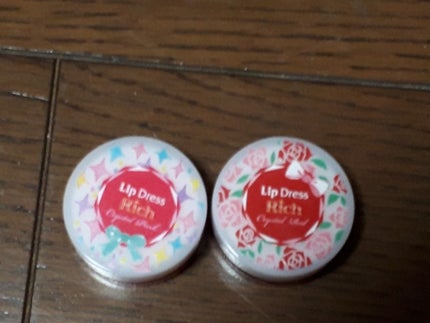 Lip Dress
Rich
Crystal Pink
Lip Dress
Rich
Crystal Red